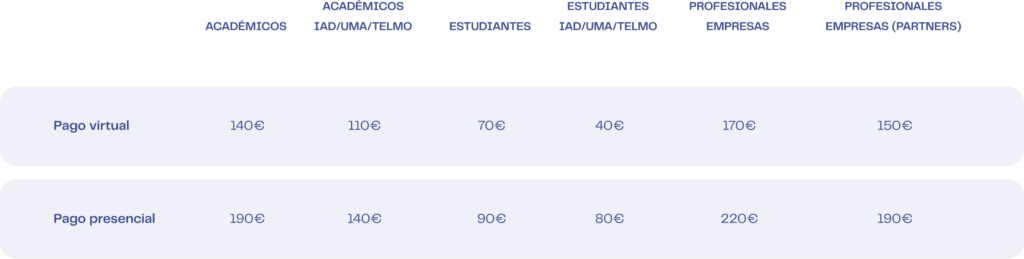 ACADÉMICOS ESTUDIANTES PROFESIONALES PROFESIONALES
ACADÉMICOS IAD/UMA/TELMO ESTUDIANTES IAD/UMA/TELMO EMPRESAS EMPRESAS (PARTNERS)
Pago virtual 140€ 110€ 70€ 40€ 170€ 150€
Pago presencial 190€ 140€ 90€ 80€ 220€ 190€